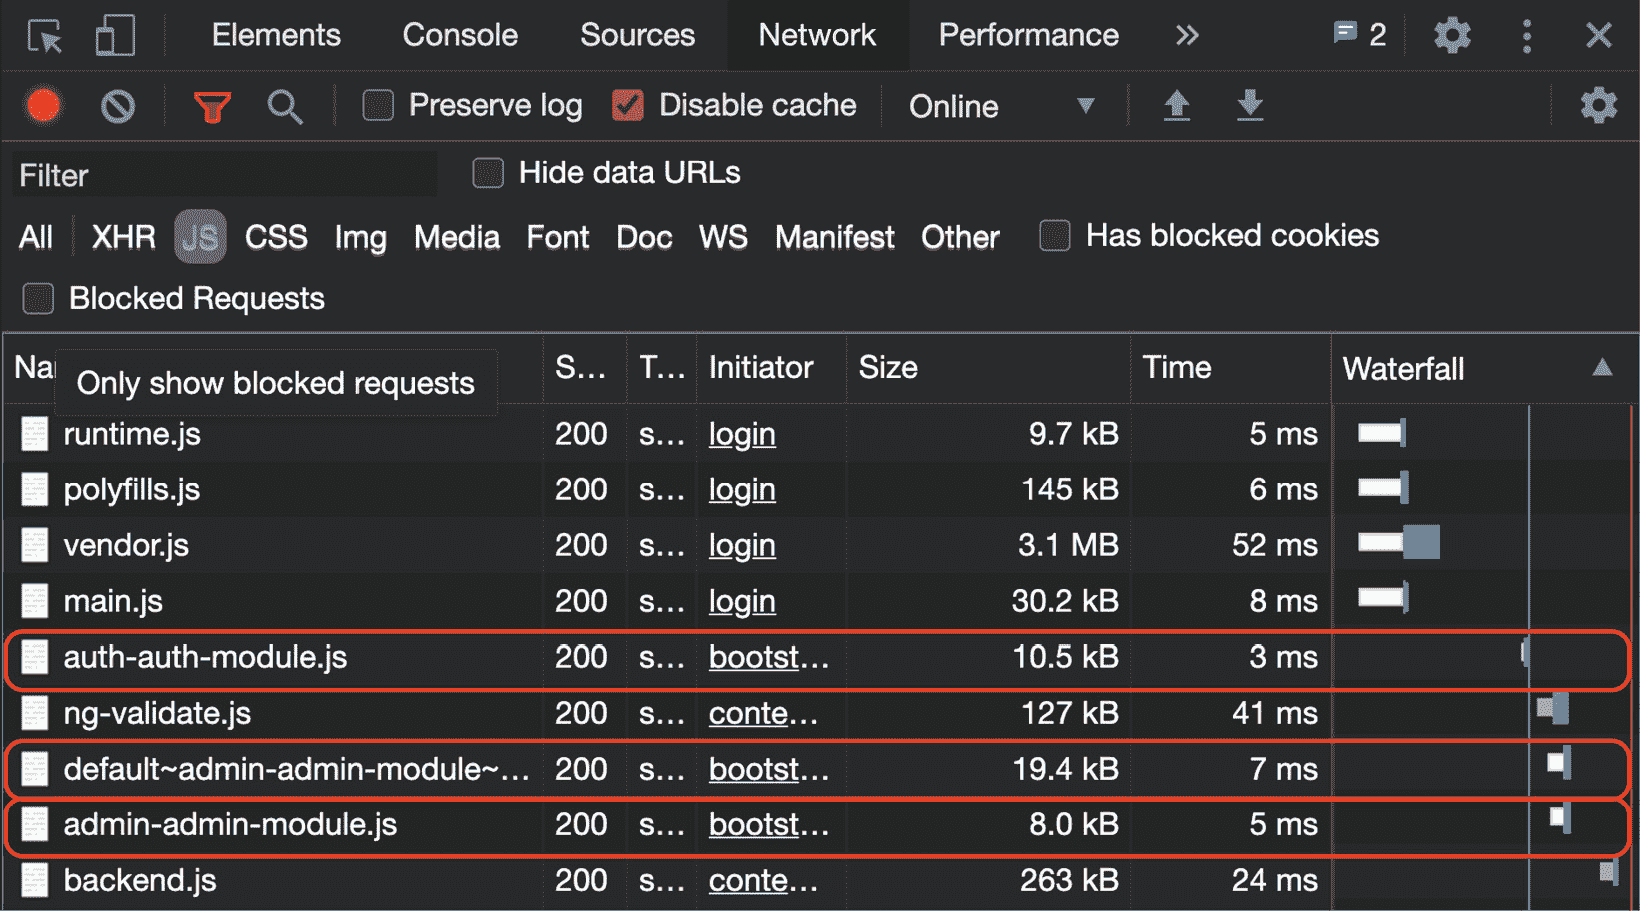 Elements Console Sources Network Performance 2
Preserve log Disable cache Online
Filter Hide data URLs
All XHR JS CSS Img Media Font Doc WS Manifest Other Has blocked cookies
Blocked Requests
Na S... T... Initiator Size Time Waterfall
Only show blocked requests
runtime.js 200 s... login 9.7 kB 5 ms
polyfills.js 200 s... login 145 kB 6 ms
vendor.js 200 s... login 3.1 MB 52 ms
main.js 200 s... login 30.2 kB 8 ms
auth-auth-module.js 200 s... bootst... 10.5 kB 3 ms
ng-validate.js 200 s... conte... 127 kB 41 ms
default~admin-admin-module~... 200 s... bootst... 19.4 kB 7 ms
admin-admin-module.js 200 s... bootst... 8.0 kB 5 ms
backend.js 200 s... conte... 263 kB 24 ms